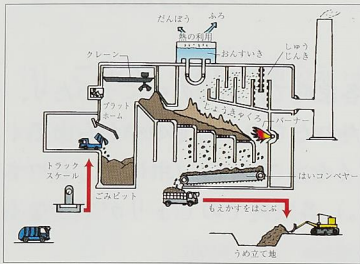 だんぼう
ふろ
熱の利用
クレーン
おんすいき
しゅう
じんき
プラット
ホーム
しょうきゃくろ
バーナー
トラック
スケール
ごみピット
はいコンベヤー
もえかすをはこぶ
うめ立て地